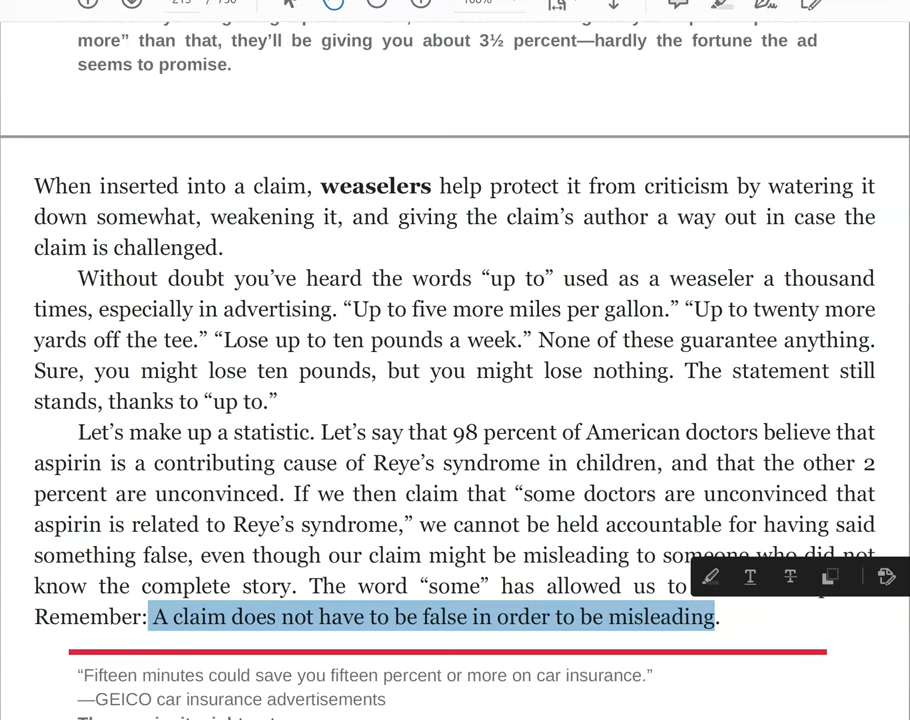 more” than that, they’ll be giving you about 3½ percent—hardly the fortune the ad
seems to promise.
When inserted into a claim, weaselers help protect it from criticism by watering it
down somewhat, weakening it, and giving the claim’s author a way out in case the
claim is challenged.
Without doubt you’ve heard the words “up to” used as a weaseler a thousand
times, especially in advertising. “Up to five more miles per gallon.” “Up to twenty more
yards off the tee.” “Lose up to ten pounds a week.” None of these guarantee anything.
Sure, you might lose ten pounds, but you might lose nothing. The statement still
stands, thanks to “up to.”
Let’s make up a statistic. Let’s say that 98 percent of American doctors believe that
aspirin is a contributing cause of Reye’s syndrome in children, and that the other 2
percent are unconvinced. If we then claim that “some doctors are unconvinced that
aspirin is related to Reye’s syndrome,” we cannot be held accountable for having said
something false, even though our claim might be misleading to someone who did not
know the complete story. The word “some” has allowed us to
Remember: A claim does not have to be false in order to be misleading.
“Fifteen minutes could save you fifteen percent or more on car insurance.”
—GEICO car insurance advertisements